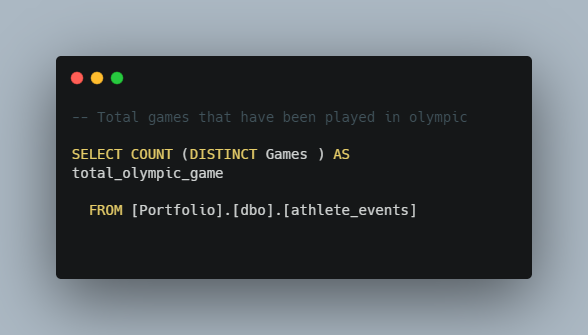 -- Total games that have been played in olympic
SELECT COUNT (DISTINCT Games ) AS
total_olympic_game
FROM [Portfolio].[dbo].[athlete_events]